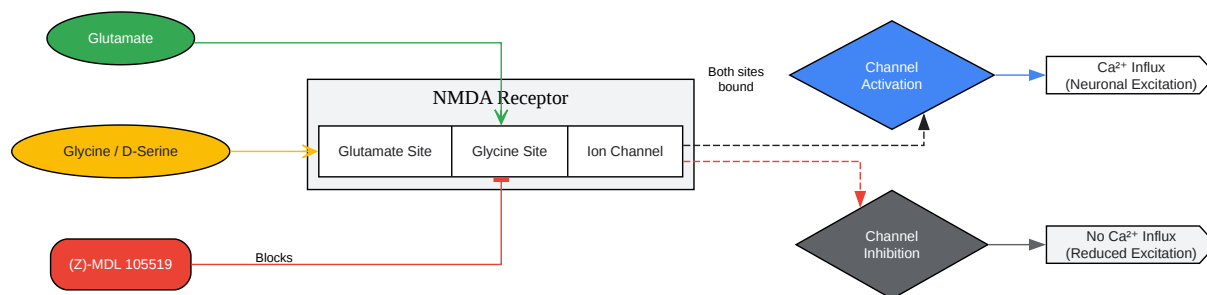 Glutamate
Glycine / D-Serine
(Z)-MDL 105519
Blocks
NMDA Receptor
Glutamate Site
Glycine Site
Ion Channel
Both sites
bound
Channel
Activation
Ca²⁺ Influx
(Neuronal Excitation)
Channel
Inhibition
No Ca²⁺ Influx
(Reduced Excitation)